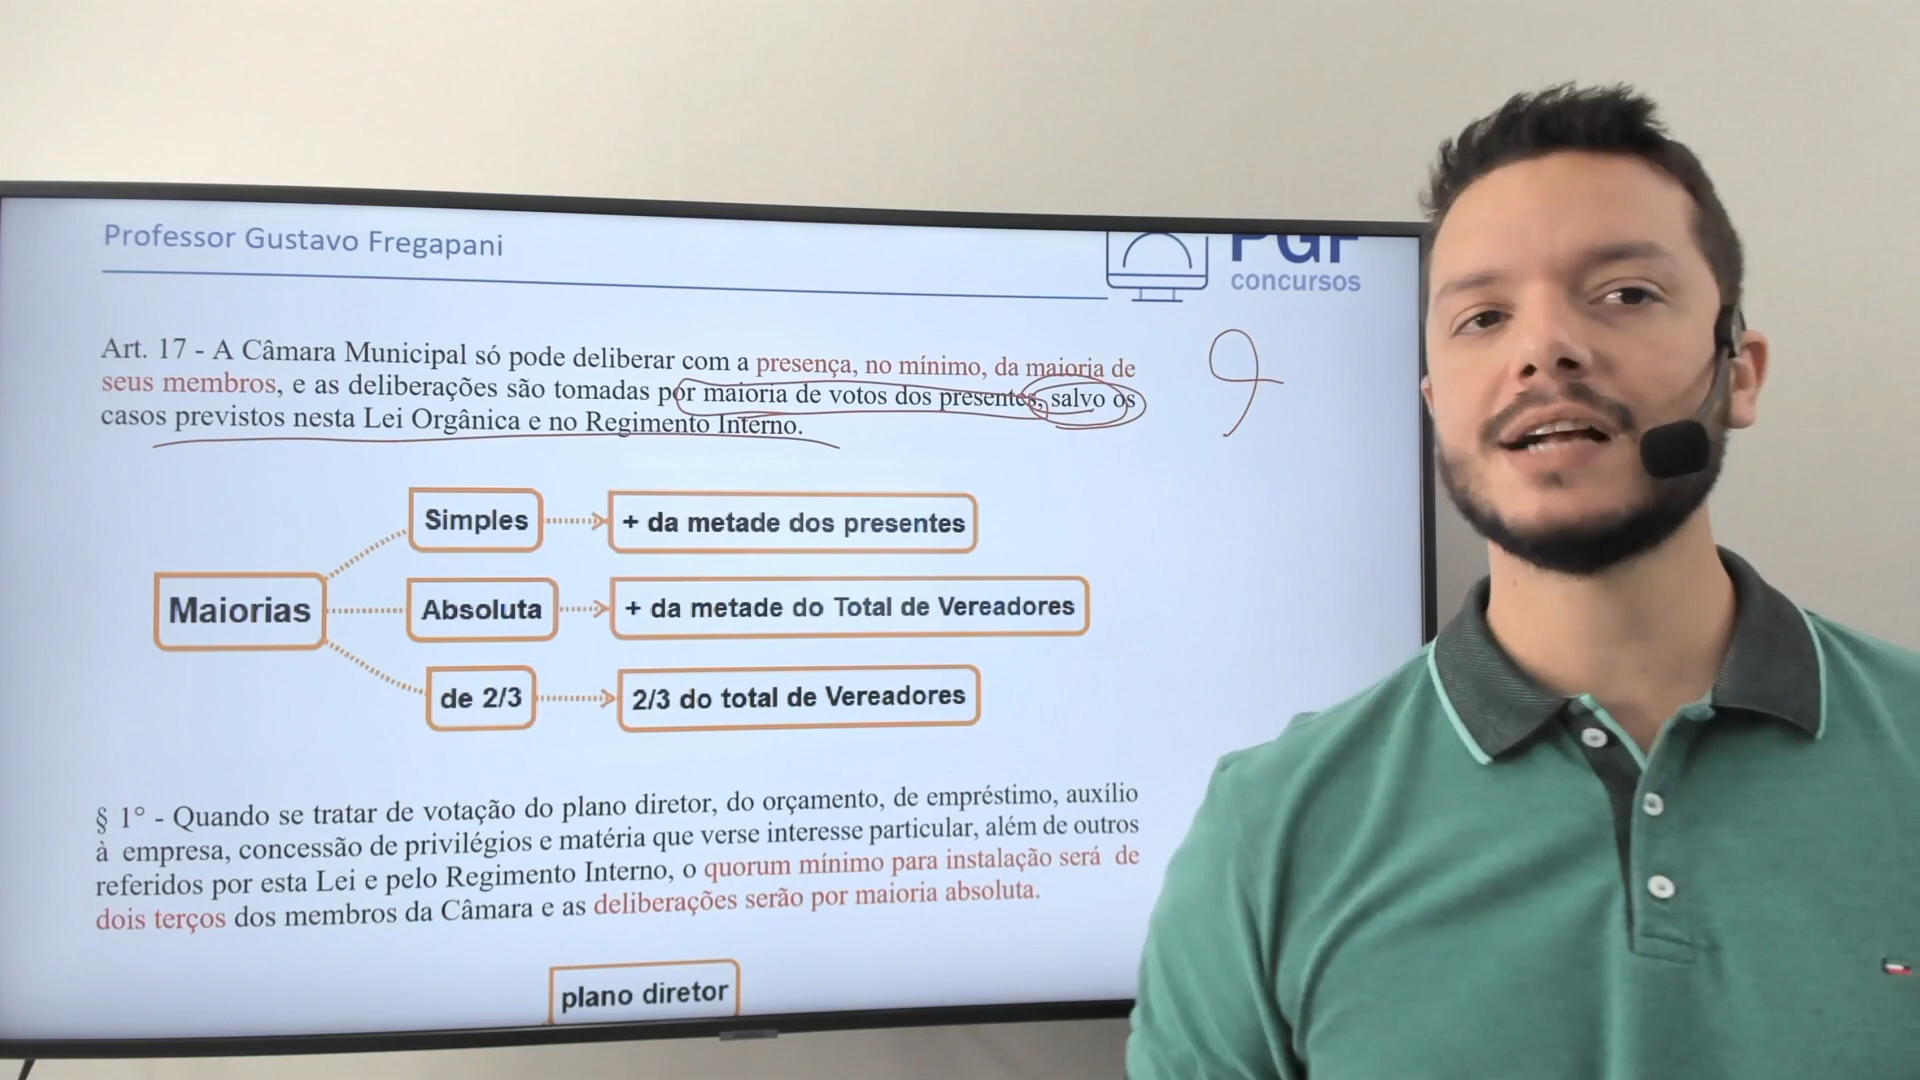 Professor Gustavo Fregapani
PGF
concursos
Art. 17 - A Câmara Municipal só pode deliberar com a presença, no mínimo, da maioria de
seus membros, e as deliberações são tomadas por maioria de votos dos presentes, salvo os
casos previstos nesta Lei Orgânica e no Regimento Interno.
9
Maiorias
Simples
+ da metade dos presentes
Absoluta
+ da metade do Total de Vereadores
de 2/3
2/3 do total de Vereadores
§ 1° - Quando se tratar de votação do plano diretor, do orçamento, de empréstimo, auxílio
à empresa, concessão de privilégios e matéria que verse interesse particular, além de outros
referidos por esta Lei e pelo Regimento Interno, o quorum mínimo para instalação será de
dois terços dos membros da Câmara e as deliberações serão por maioria absoluta.
plano diretor